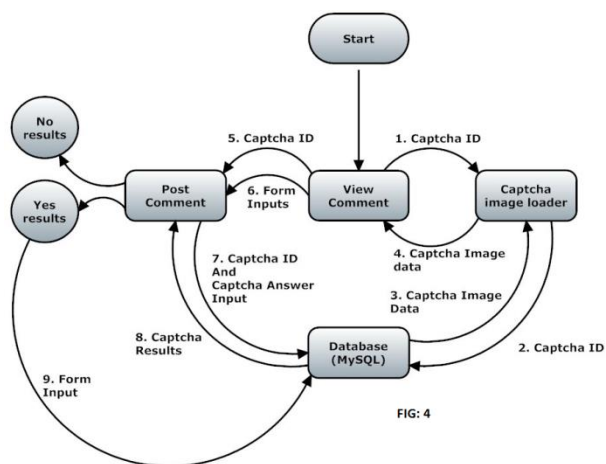 Start
No
results
5. Captcha ID
1. Captcha ID
Yes
results
Post
Comment
6. Form
Inputs
View
Comment
Captcha
image loader
7. Captcha ID
And
Captcha Answer
Input
4. Captcha Image
data
3. Captcha Image
Data
8. Captcha
Results
Database
(MySQL)
2. Captcha ID
9. Form
Input
FIG: 4